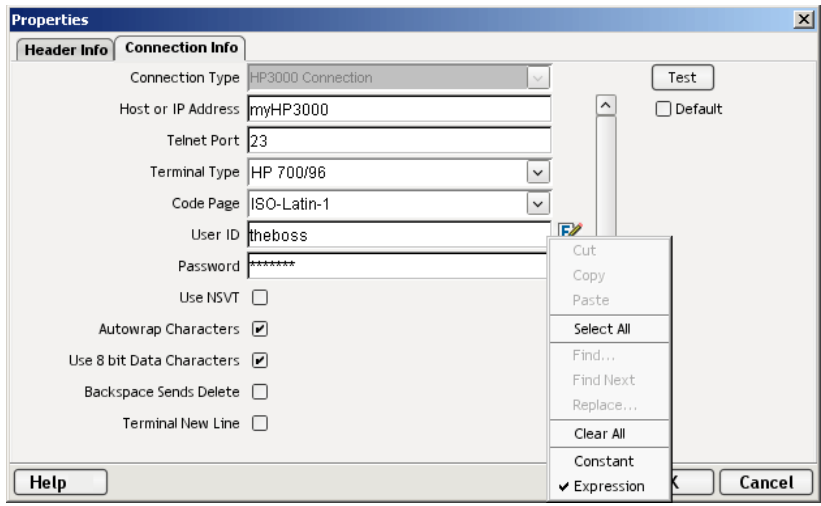 Properties
Header Info Connection Info
Connection Type HP3000 Connection Test
Host or IP Address myHP3000 Default
Telnet Port 23
Terminal Type HP 700/96
Code Page ISO-Latin-1
User ID theboss
Cut
Password *******
Copy
Use NSVT
Paste
Autowrap Characters Select All
Use 8 bit Data Characters Find...
Find Next
Backspace Sends Delete
Replace...
Terminal New Line
Clear All
Constant
Help Expression Cancel